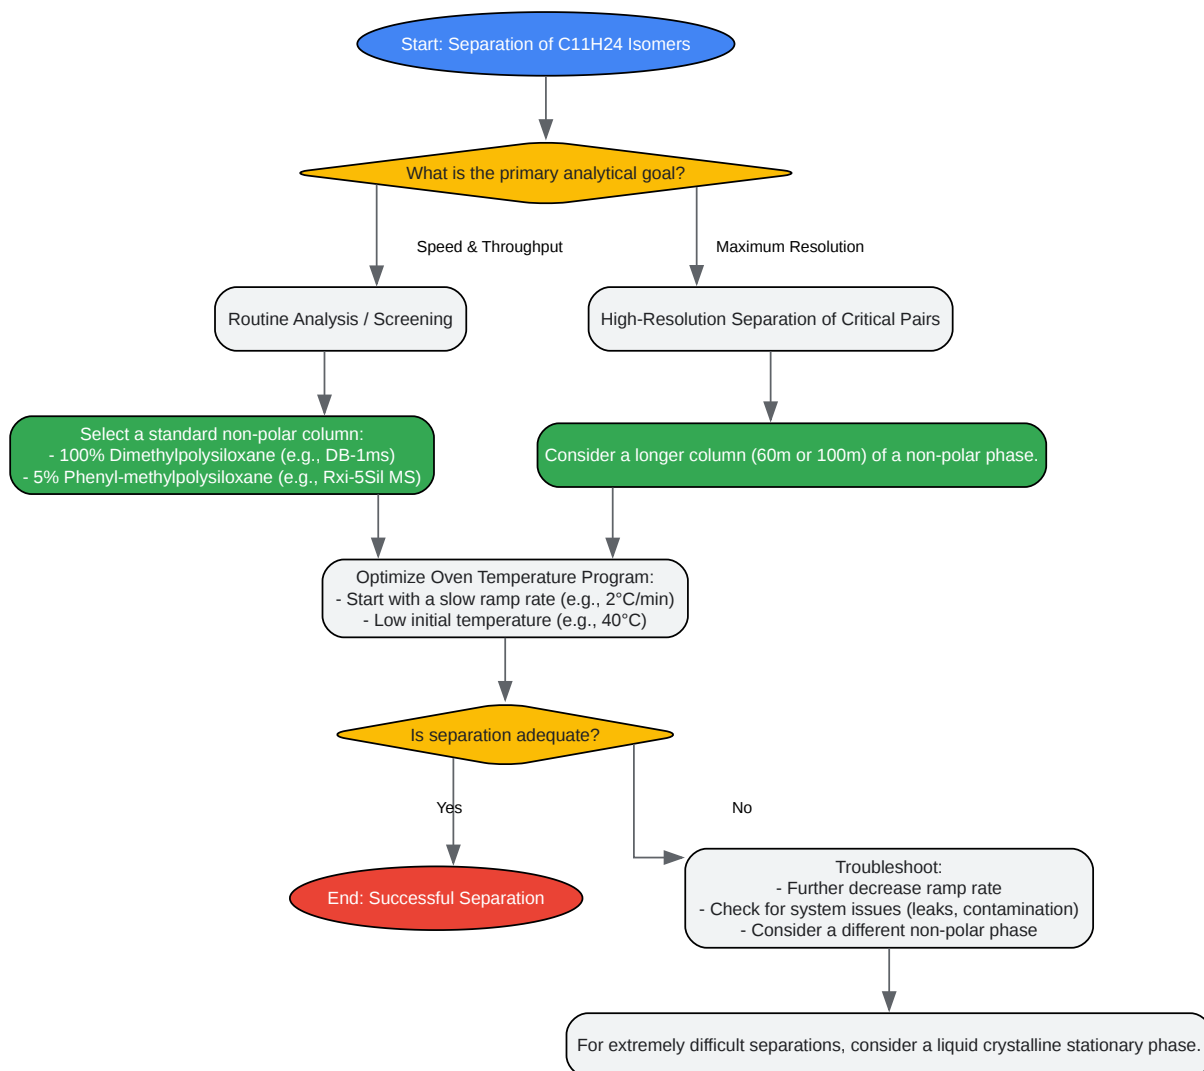 Start: Separation of C11H24 Isomers
What is the primary analytical goal?
Speed & Throughput
Maximum Resolution
Routine Analysis / Screening
High-Resolution Separation of Critical Pairs
Select a standard non-polar column:
- 100% Dimethylpolysiloxane (e.g., DB-1ms)
- 5% Phenyl-methylpolysiloxane (e.g., Rxi-5Sil MS)
Consider a longer column (60m or 100m) of a non-polar phase.
Optimize Oven Temperature Program:
- Start with a slow ramp rate (e.g., 2°C/min)
- Low initial temperature (e.g., 40°C)
Is separation adequate?
Yes
No
End: Successful Separation
Troubleshoot:
- Further decrease ramp rate
- Check for system issues (leaks, contamination)
- Consider a different non-polar phase
For extremely difficult separations, consider a liquid crystalline stationary phase.